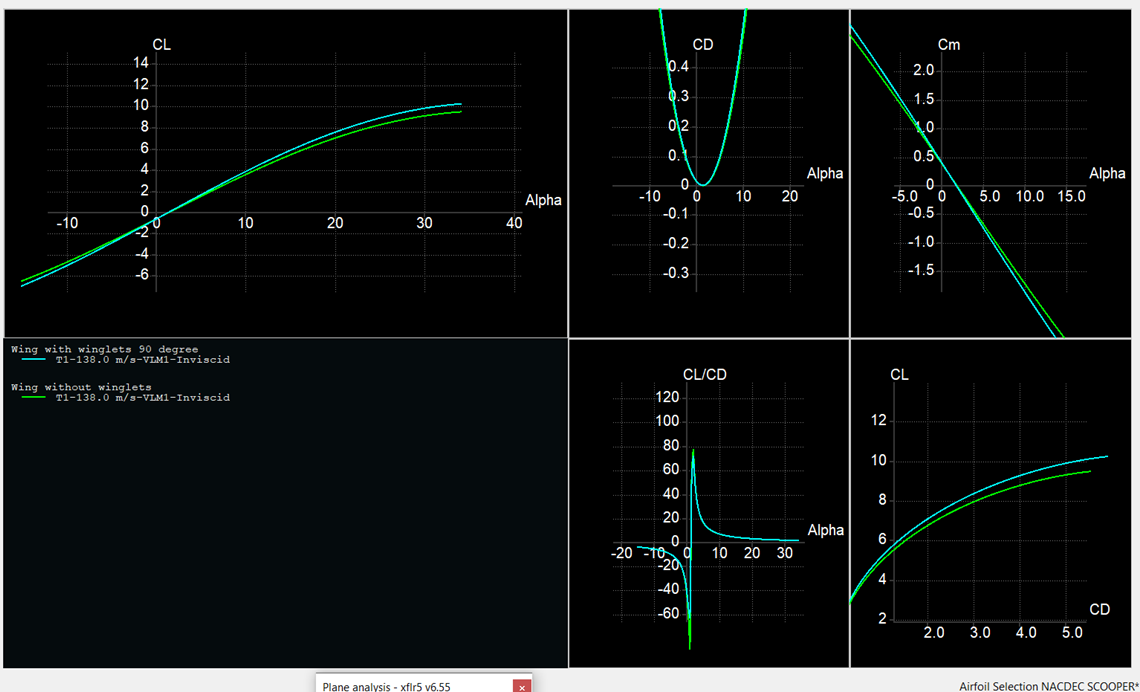 CL
14
12
10
8
6
4
2
0
-2
-4
-6
-10 0 10 20 30 40
Alpha
CD
0.4
0.3
0.2
0.1
0
-0.1
-0.2
-0.3
-10 0 10 20
Alpha
Cm
2.0
1.5
1.0
0.5
0
-0.5
-1.0
-1.5
-5.0 0 5.0 10.0 15.0
Alpha
Wing with winglets 90 degree
T1-138.0 m/s-VLM1-Inviscid
Wing without winglets
T1-138.0 m/s-VLM1-Inviscid
CL/CD
120
100
80
60
40
20
0
-20
-40
-60
-20 -10 0 10 20 30
Alpha
CL
12
10
8
6
4
2
2.0 3.0 4.0 5.0
CD
Plane analysis - xflr5 v6.55
x
Airfoil Selection NACDEC SCOOPER*